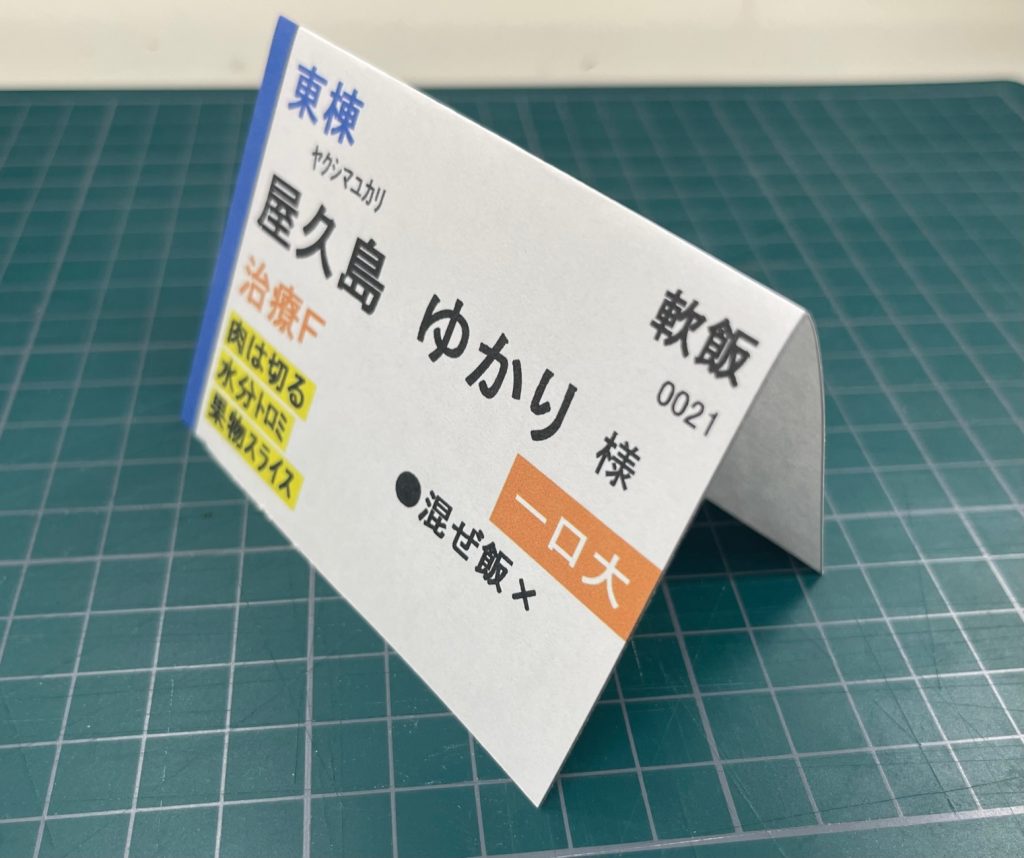 東棟
ヤクシマユカリ
屋久島 ゆかり 様
軟飯
0021
治療F
肉は切る
水分トロミ
果物スライス
一口大
●混ぜ飯×